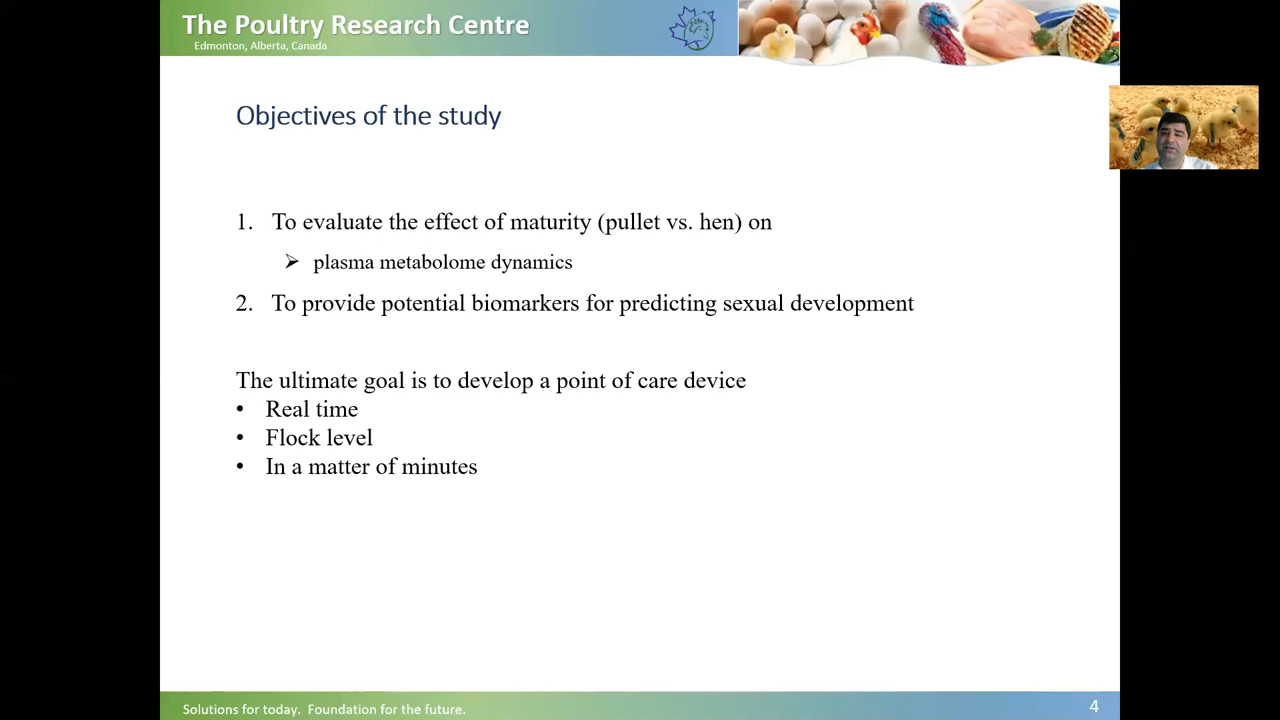 The Poultry Research Centre
Edmonton, Alberta, Canada
Objectives of the study
1. To evaluate the effect of maturity (pullet vs. hen) on
➢ plasma metabolome dynamics
2. To provide potential biomarkers for predicting sexual development
The ultimate goal is to develop a point of care device
• Real time
• Flock level
• In a matter of minutes
Solutions for today. Foundation for the future.
4